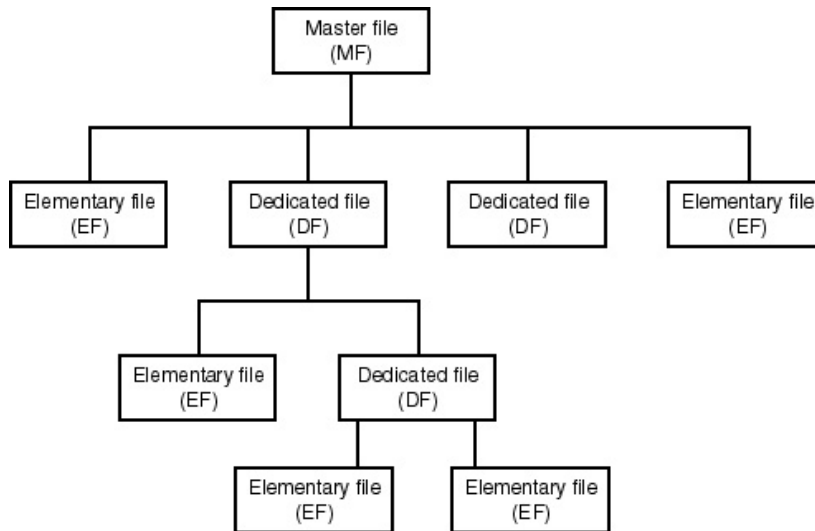 Master file
(MF)
Elementary file
(EF)
Dedicated file
(DF)
Dedicated file
(DF)
Elementary file
(EF)
Elementary file
(EF)
Dedicated file
(DF)
Elementary file
(EF)
Elementary file
(EF)